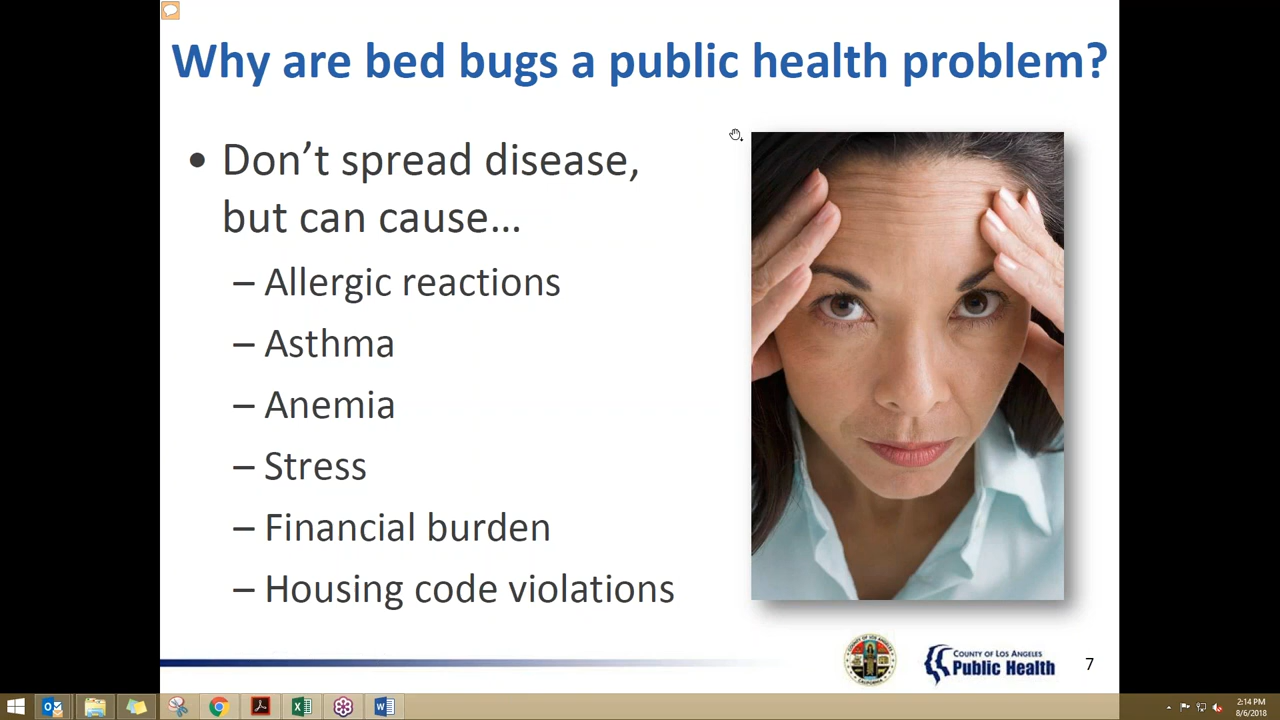 Why are bed bugs a public health problem?
• Don’t spread disease,
but can cause…
– Allergic reactions
– Asthma
– Anemia
– Stress
– Financial burden
– Housing code violations
COUNTY OF LOS ANGELES
Public Health
7
2:14 PM
8/6/2018